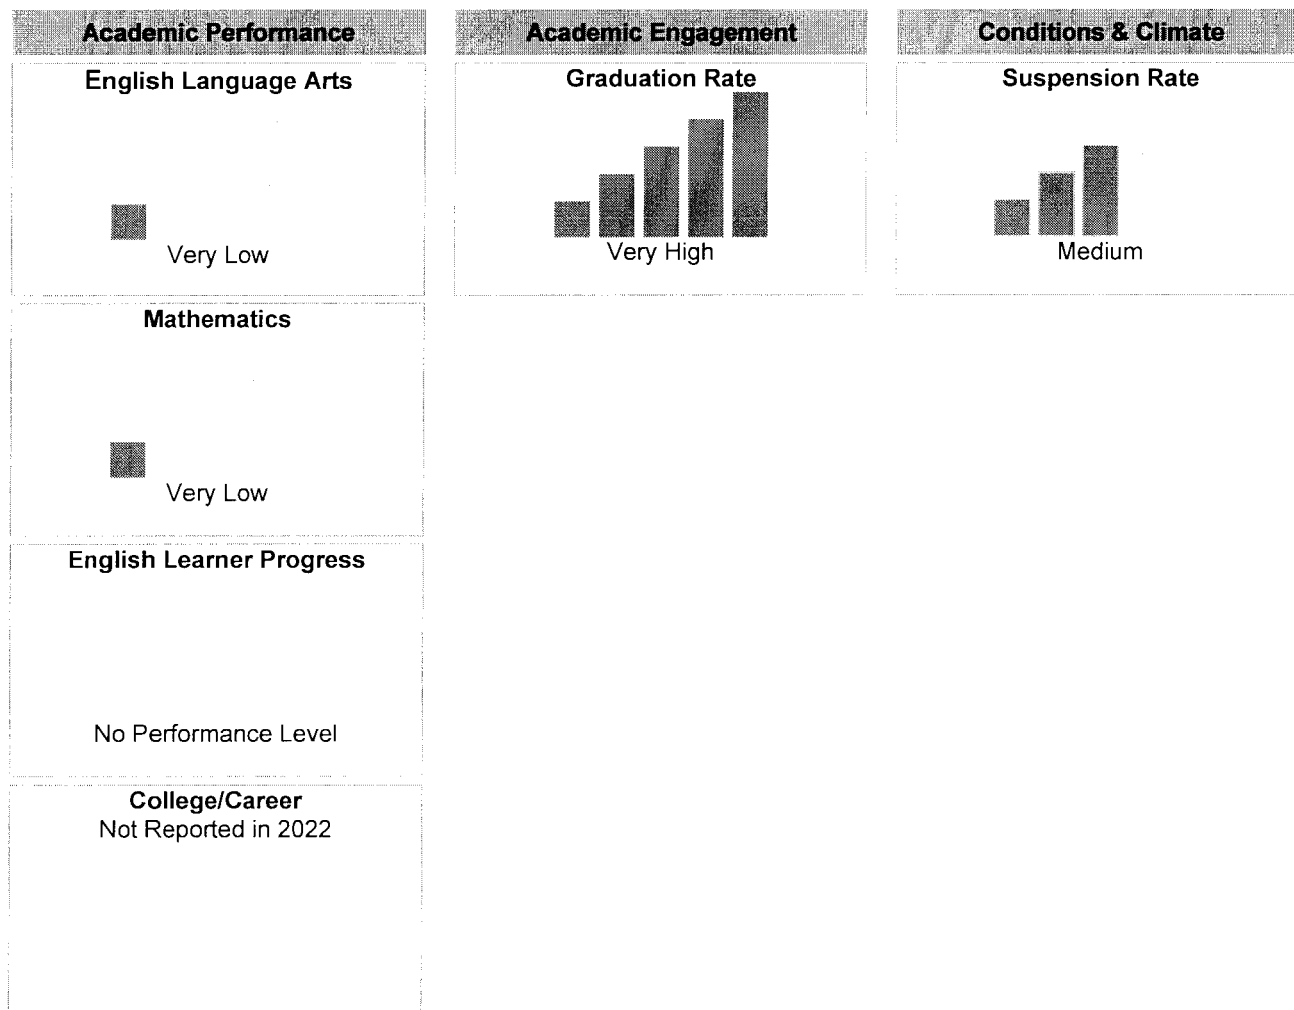 Academic Performance
Academic Engagement
Conditions & Climate
English Language Arts
Very Low
Graduation Rate
Very High
Suspension Rate
Medium
Mathematics
Very Low
English Learner Progress
No Performance Level
College/Career
Not Reported in 2022